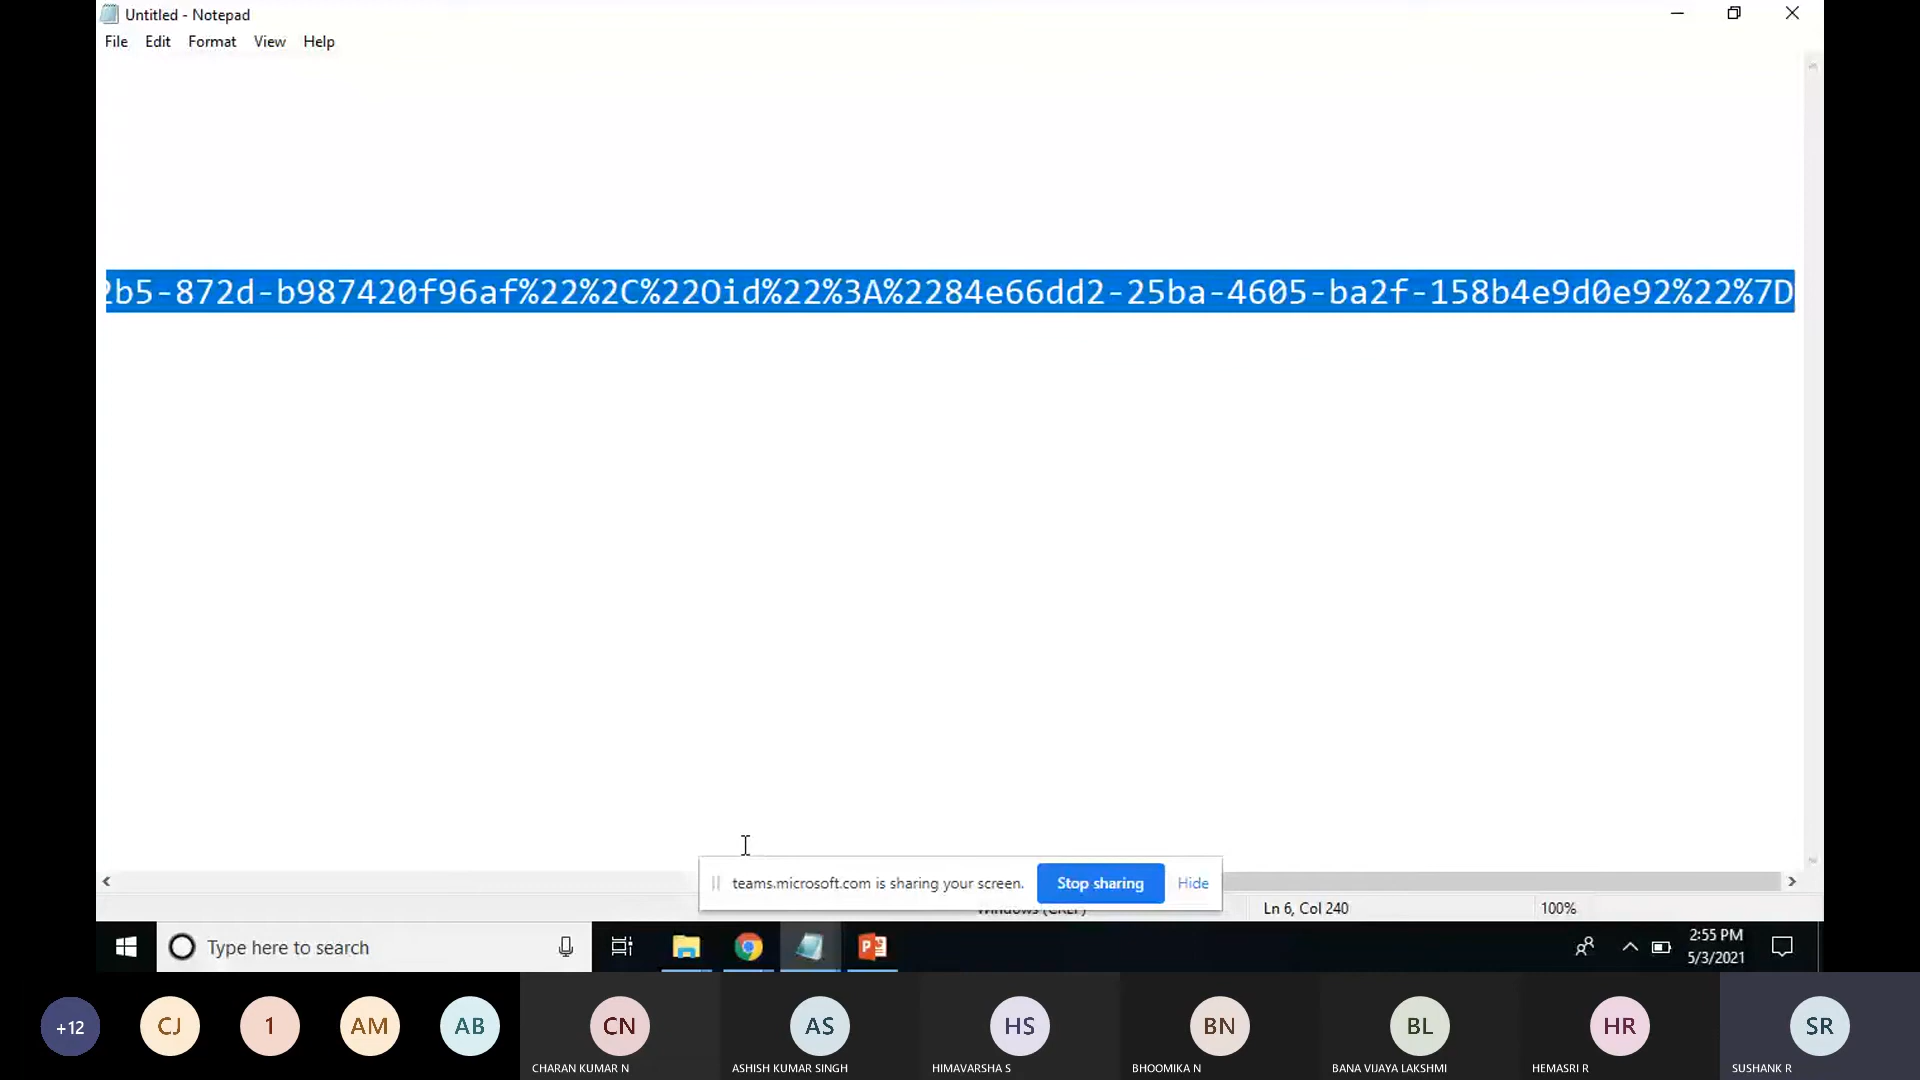 Untitled - Notepad
File Edit Format View Help
2b5-872d-b987420f96af%22%2C%22Oid%22%3A%2284e66dd2-25ba-4605-ba2f-158b4e9d0e92%22%7D
teams.microsoft.com is sharing your screen. Stop sharing Hide
Windows (CRLF) Ln 6, Col 240 100%
Type here to search
2:55 PM
5/3/2021
+12 CJ 1 AM AB CN AS HS BN BL HR SR
CHARAN KUMAR N ASHISH KUMAR SINGH HIMAVARSHA S BHOOMIKA N BANA VIJAYA LAKSHMI HEMASRI R SUSHANK R